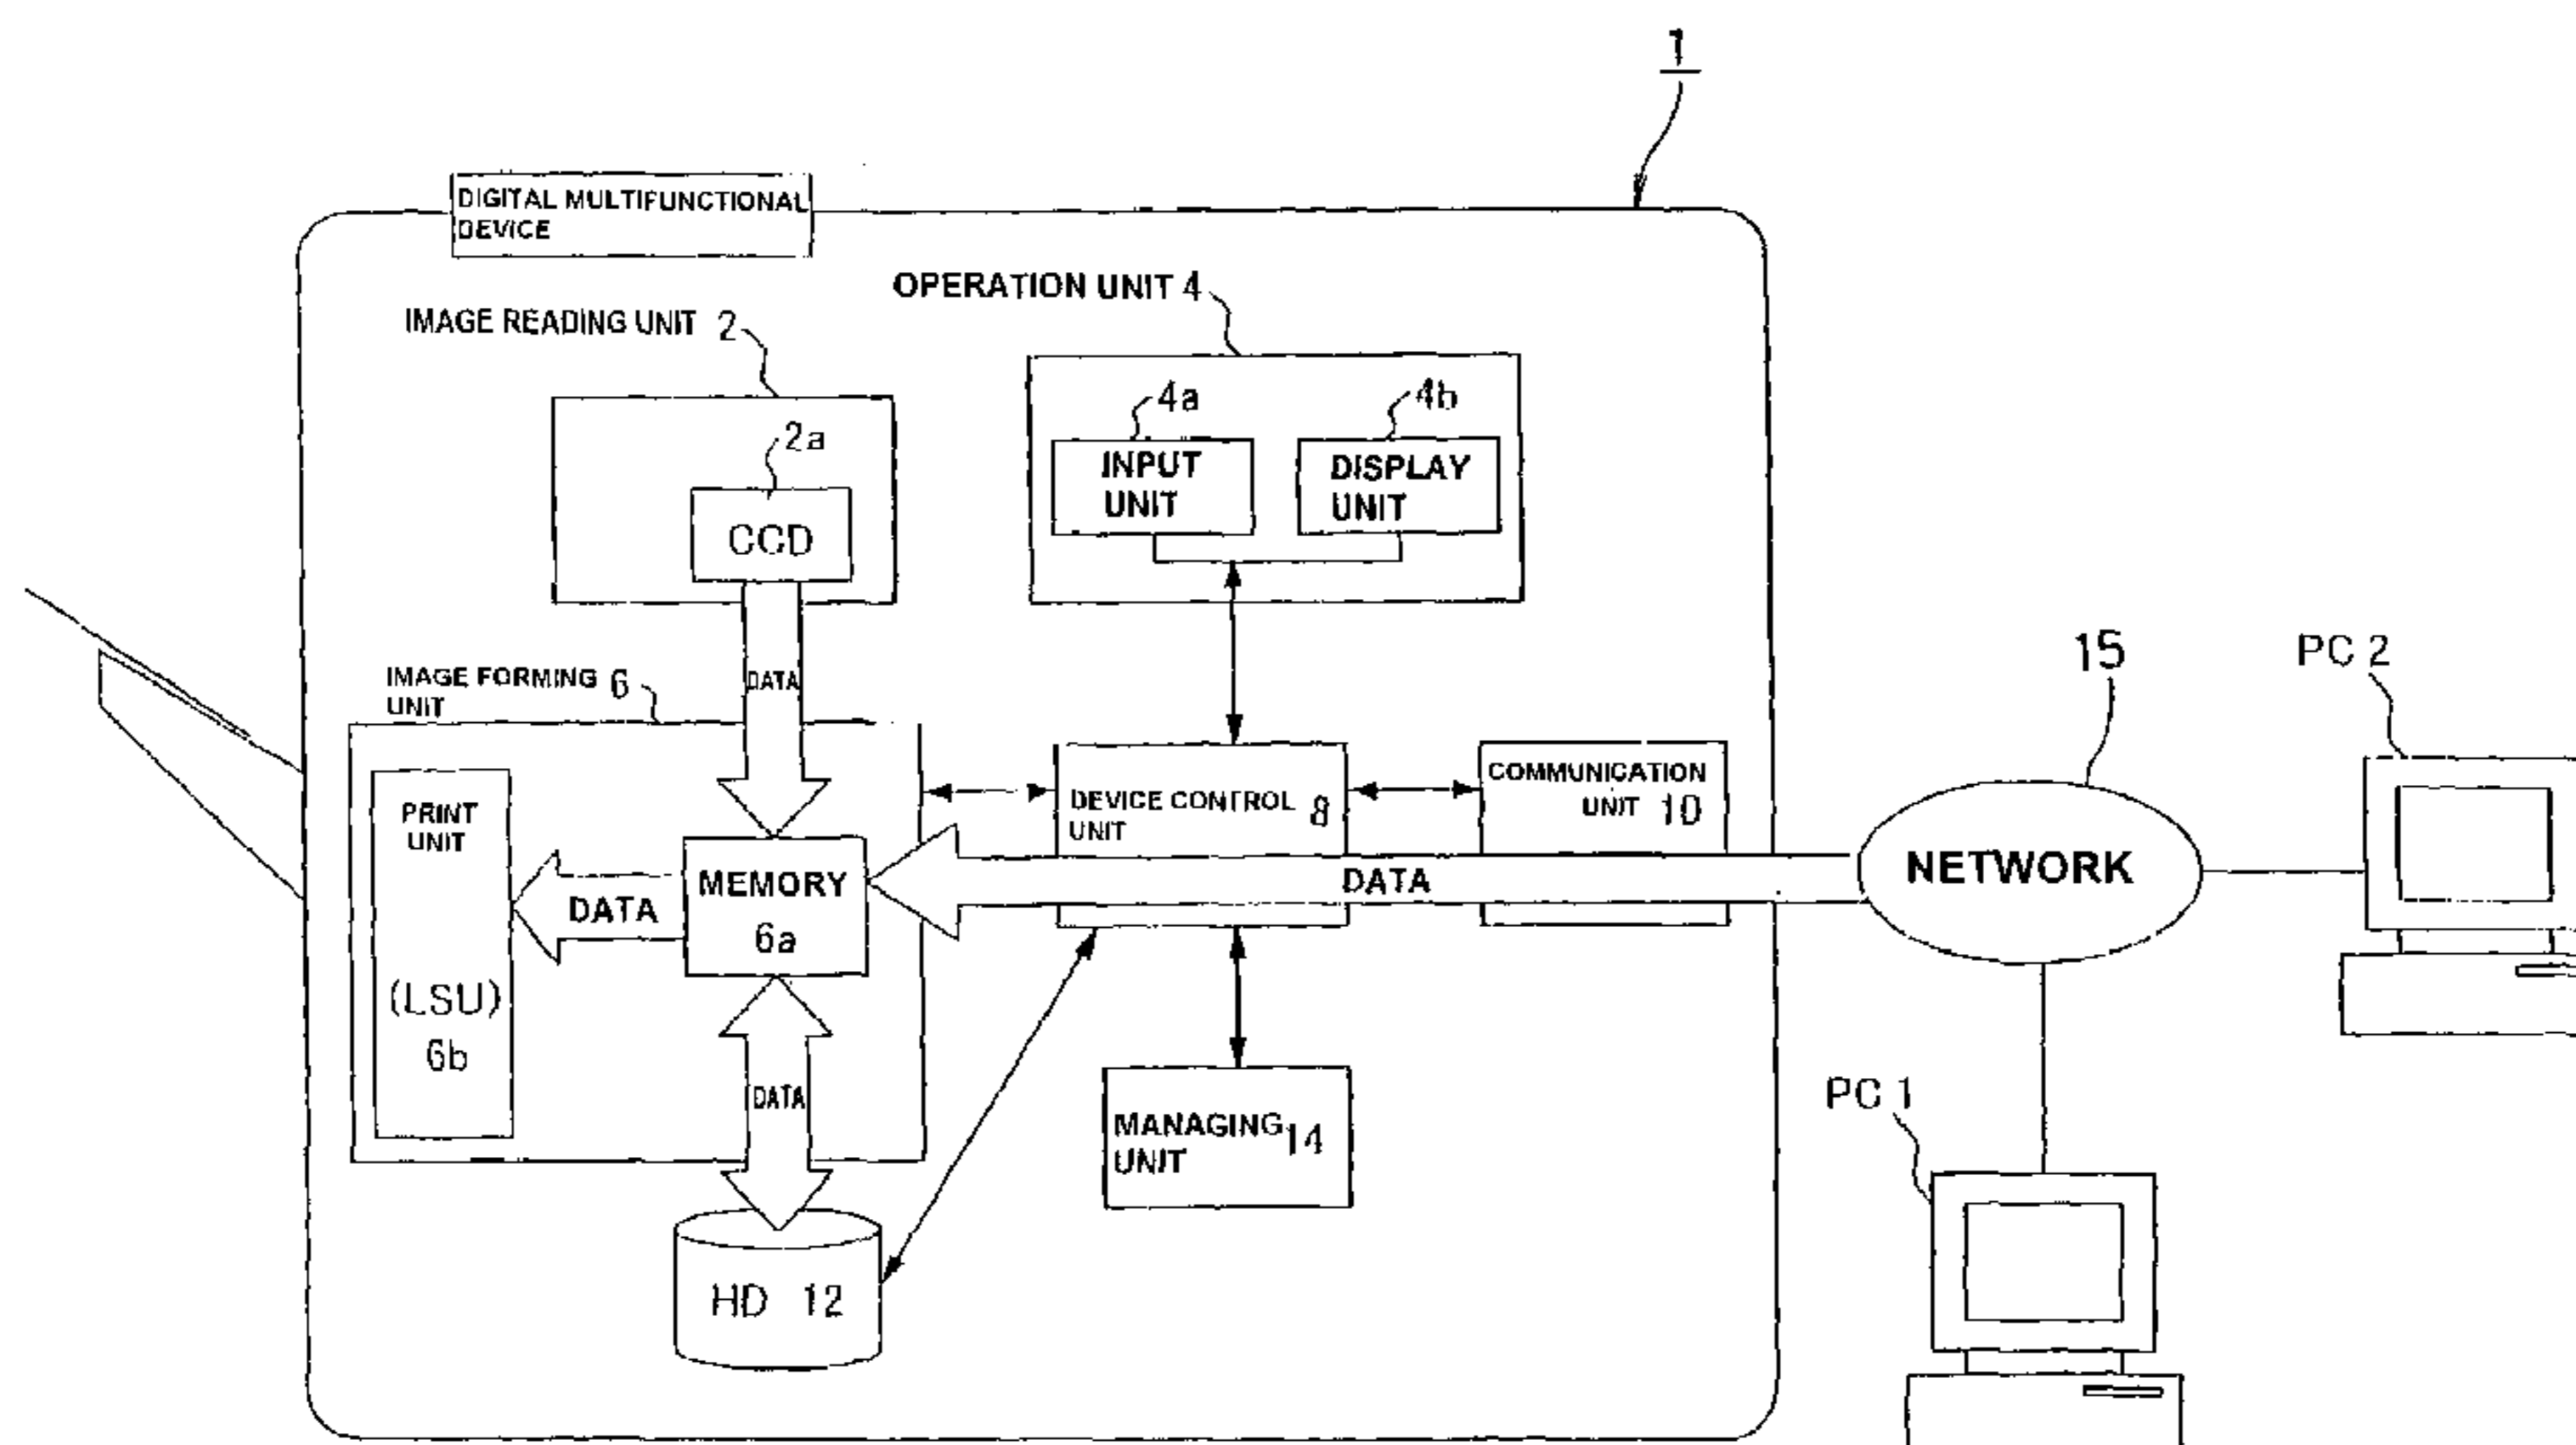 1
DIGITAL MULTIFUNCTIONAL
DEVICE
OPERATION UNIT 4
IMAGE READING UNIT 2
4a
4b
2a
INPUT
UNIT
DISPLAY
UNIT
CCD
15
PC 2
IMAGE FORMING 6
UNIT
DATA
COMMUNICATION
UNIT 10
DEVICE CONTROL 8
UNIT
PRINT
UNIT
(LSU)
6b
DATA
MEMORY
6a
DATA
NETWORK
DATA
MANAGING 14
UNIT
PC 1
HD 12